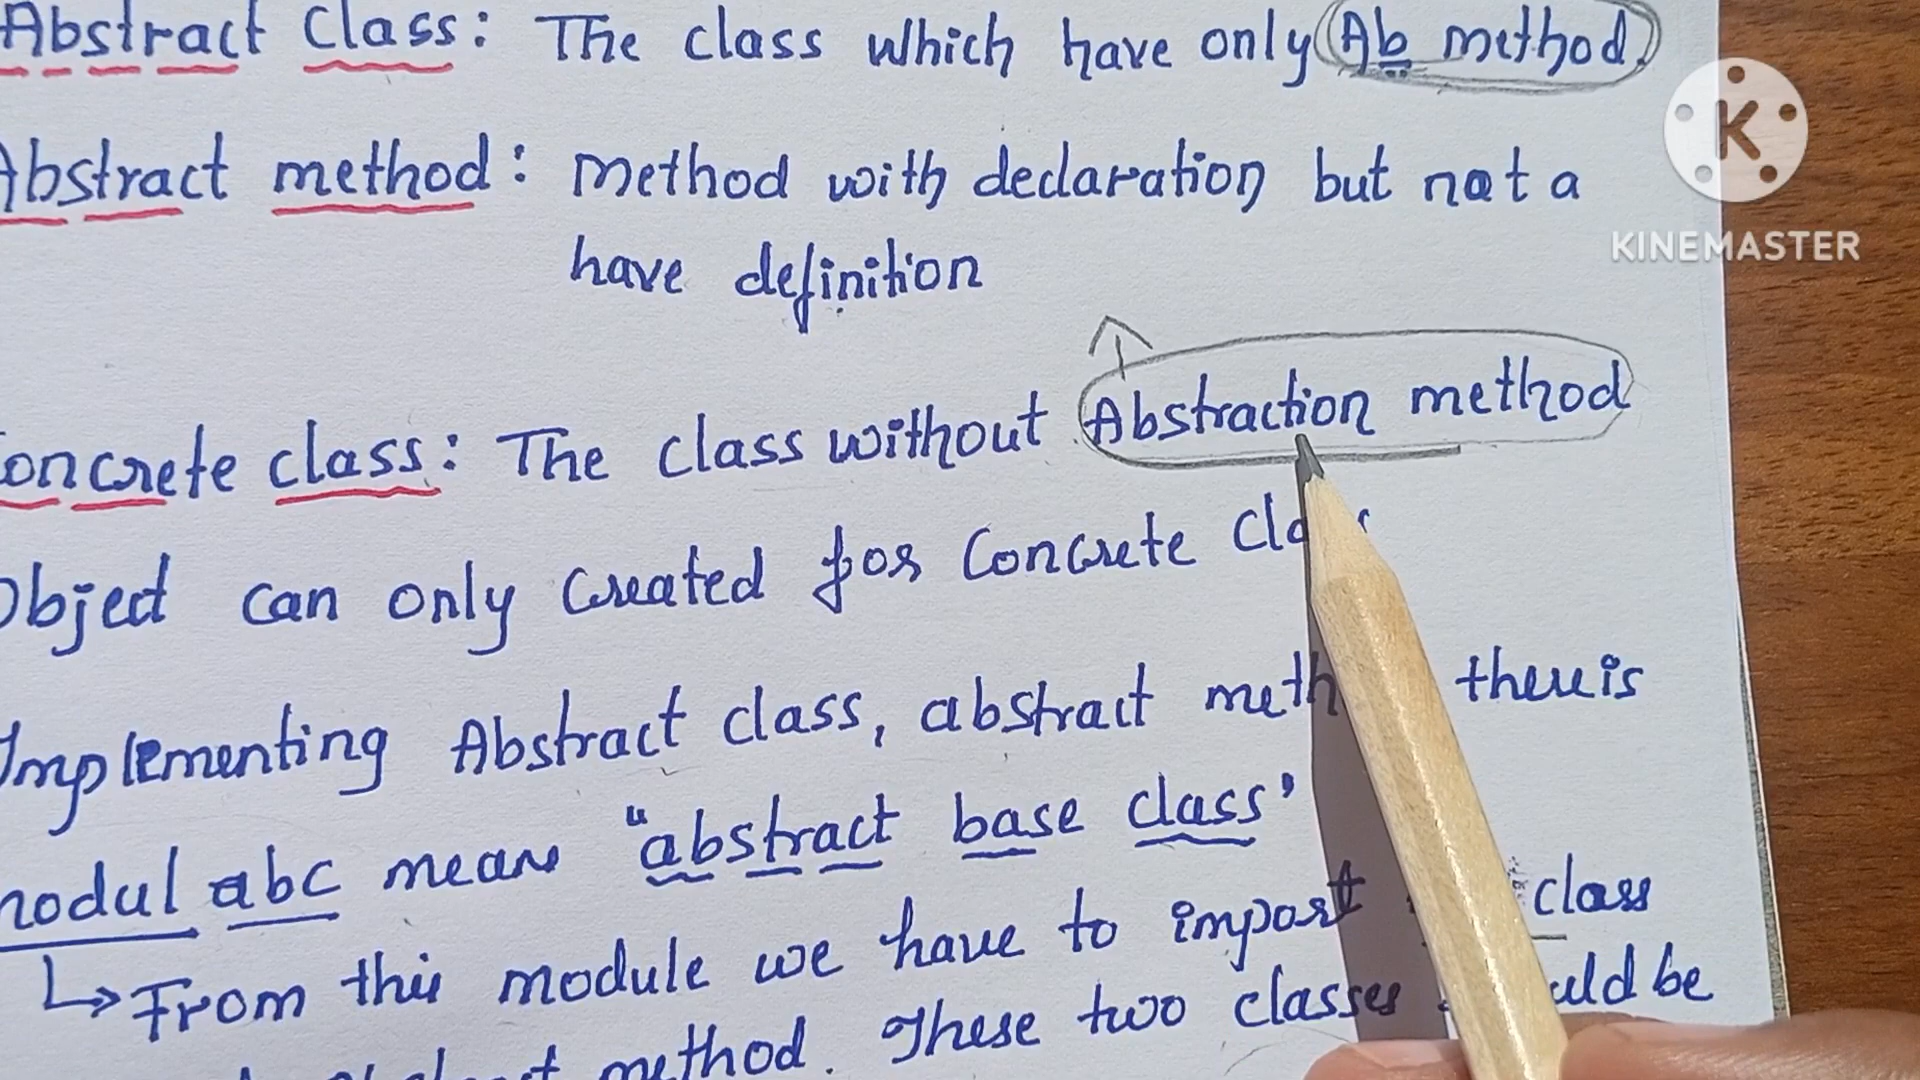 Abstract Class: The class which have only Ab method.
Abstract method: Method with declaration but not a
have definition
Concrete class: The class without Abstraction method
Object can only created for Concrete
Implementing Abstract class, abstract there is
modul abc means "abstract base class"
From this module we have to import class
method. These two classes be
K
KINEMASTER